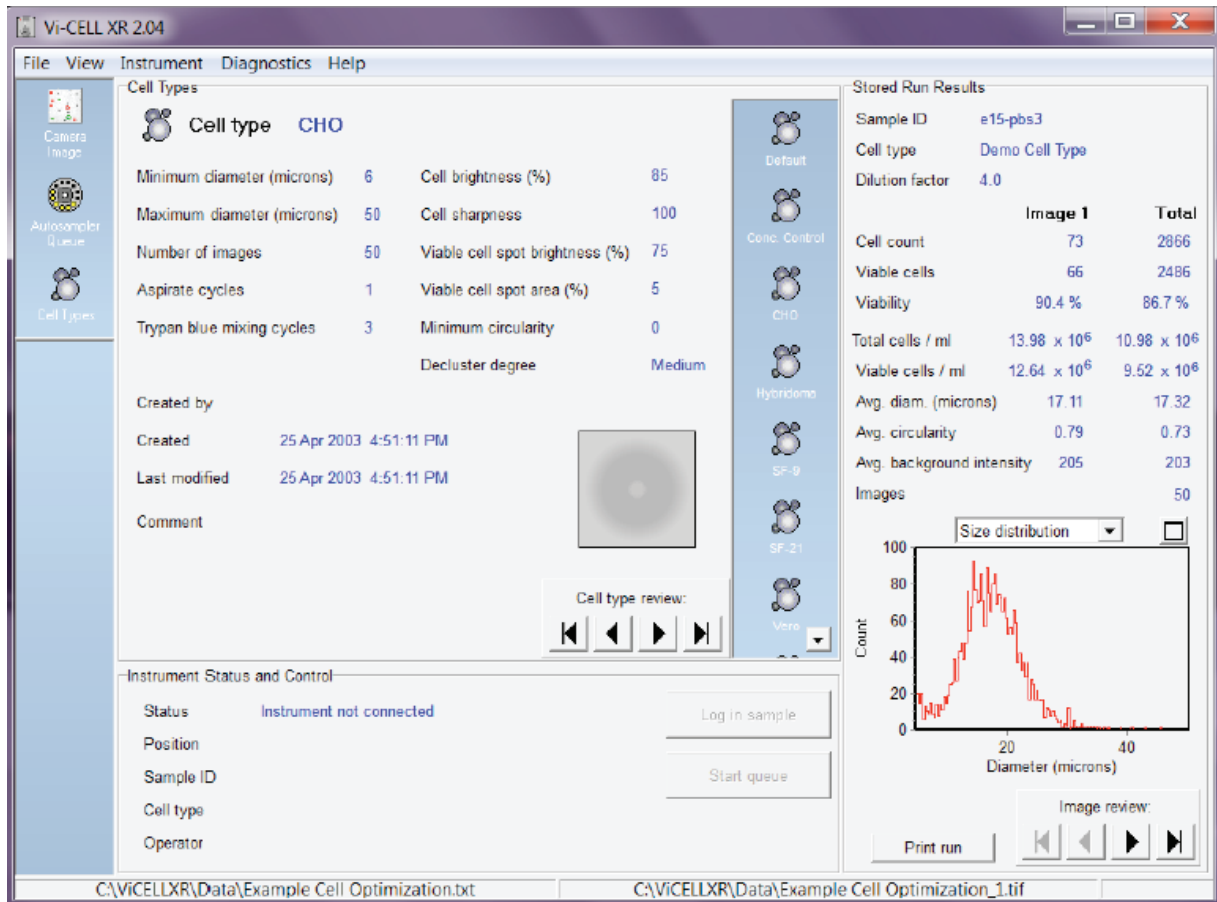 Vi-CELL XR 2.04
File View Instrument Diagnostics Help
Camera
Image
Autosampler
Queue
Cell Types
Cell Types
Cell type CHO
Minimum diameter (microns) 6 Cell brightness (%) 85
Maximum diameter (microns) 50 Cell sharpness 100
Number of images 50 Viable cell spot brightness (%) 75
Aspirate cycles 1 Viable cell spot area (%) 5
Trypan blue mixing cycles 3 Minimum circularity 0
Decluster degree Medium
Created by
Created 25 Apr 2003 4:51:11 PM
Last modified 25 Apr 2003 4:51:11 PM
Comment
Cell type review:
Default
Conc. Control
CHO
Hybridoma
SF-9
SF-21
Vero
Instrument Status and Control
Status Instrument not connected
Position
Sample ID
Cell type
Operator
Log in sample
Start queue
Stored Run Results
Sample ID e15-pbs3
Cell type Demo Cell Type
Dilution factor 4.0
Image 1 Total
Cell count 73 2866
Viable cells 66 2486
Viability 90.4 % 86.7 %
Total cells / ml 13.98 x 10⁶ 10.98 x 10⁶
Viable cells / ml 12.64 x 10⁶ 9.52 x 10⁶
Avg. diam. (microns) 17.11 17.32
Avg. circularity 0.79 0.73
Avg. background intensity 205 203
Images 50
Size distribution
100
80
60
40
20
0
Count
20 40
Diameter (microns)
Image review:
Print run
C:\ViCELLXR\Data\Example Cell Optimization.txt C:\ViCELLXR\Data\Example Cell Optimization_1.tif